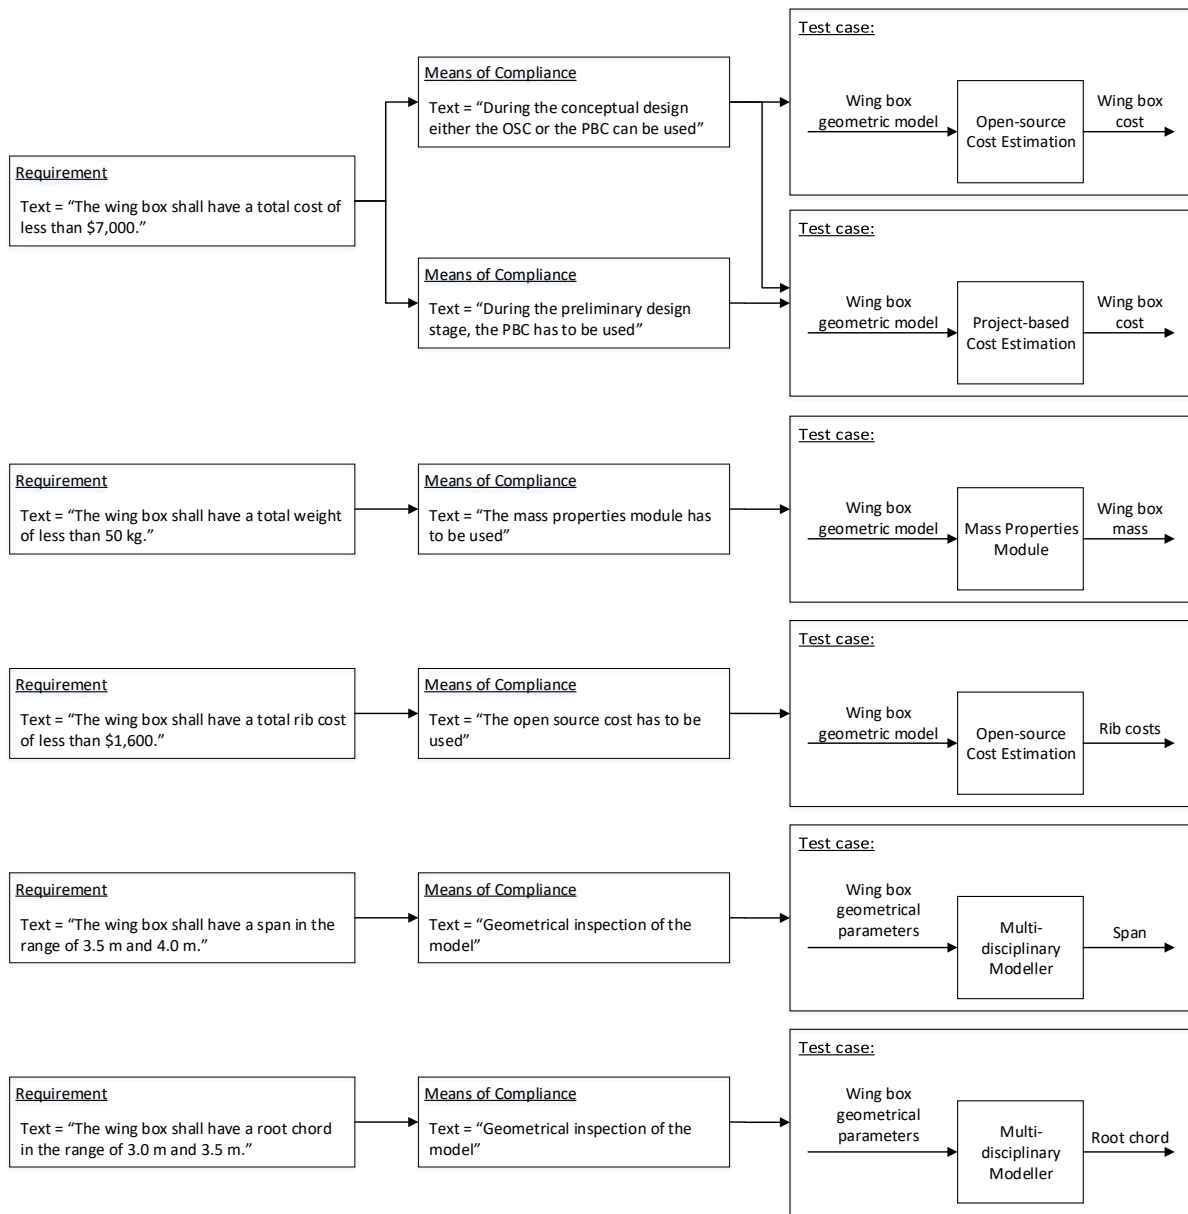 Requirement
Text = “The wing box shall have a total cost of
less than $7,000.”
Means of Compliance
Text = “During the conceptual design
either the OSC or the PBC can be used”
Means of Compliance
Text = “During the preliminary design
stage, the PBC has to be used”
Test case:
Wing box
geometric model
Open-source
Cost Estimation
Wing box
cost
Test case:
Wing box
geometric model
Project-based
Cost Estimation
Wing box
cost
Requirement
Text = “The wing box shall have a total weight
of less than 50 kg.”
Means of Compliance
Text = “The mass properties module has
to be used”
Test case:
Wing box
geometric model
Mass Properties
Module
Wing box
mass
Requirement
Text = “The wing box shall have a total rib cost
of less than $1,600.”
Means of Compliance
Text = “The open source cost has to be
used”
Test case:
Wing box
geometric model
Open-source
Cost Estimation
Rib costs
Requirement
Text = “The wing box shall have a span in the
range of 3.5 m and 4.0 m.”
Means of Compliance
Text = “Geometrical inspection of the
model”
Test case:
Wing box
geometrical
parameters
Multi-
disciplinary
Modeller
Span
Requirement
Text = “The wing box shall have a root chord
in the range of 3.0 m and 3.5 m.”
Means of Compliance
Text = “Geometrical inspection of the
model”
Test case:
Wing box
geometrical
parameters
Multi-
disciplinary
Modeller
Root chord